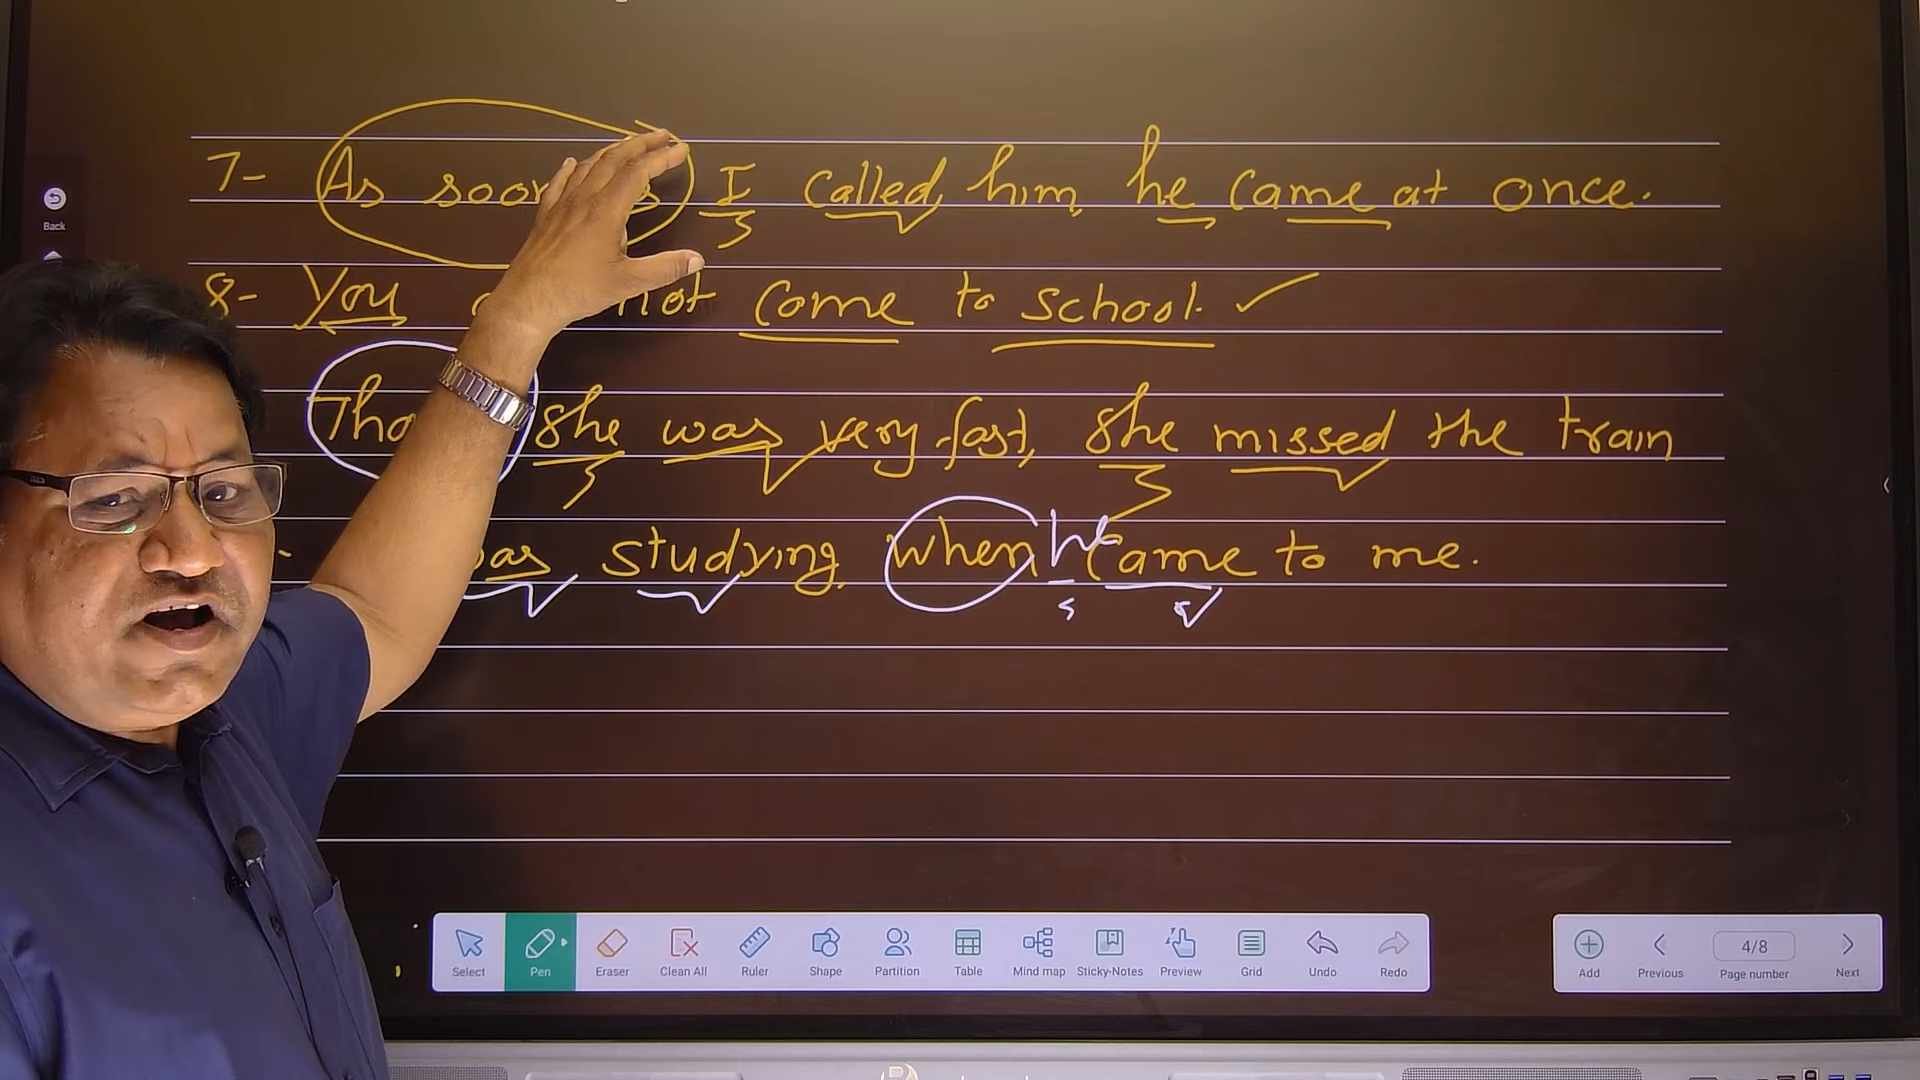 7- As soon as I called him, he came at once.
8- You not come to school. ✓
she was very fast, she missed the train
was studying, when he came to me.
Back
Select Pen Eraser Clean All Ruler Shape Partition Table Mind map Sticky-Notes Preview Grid Undo Redo
Add Previous 4/8 Page number Next